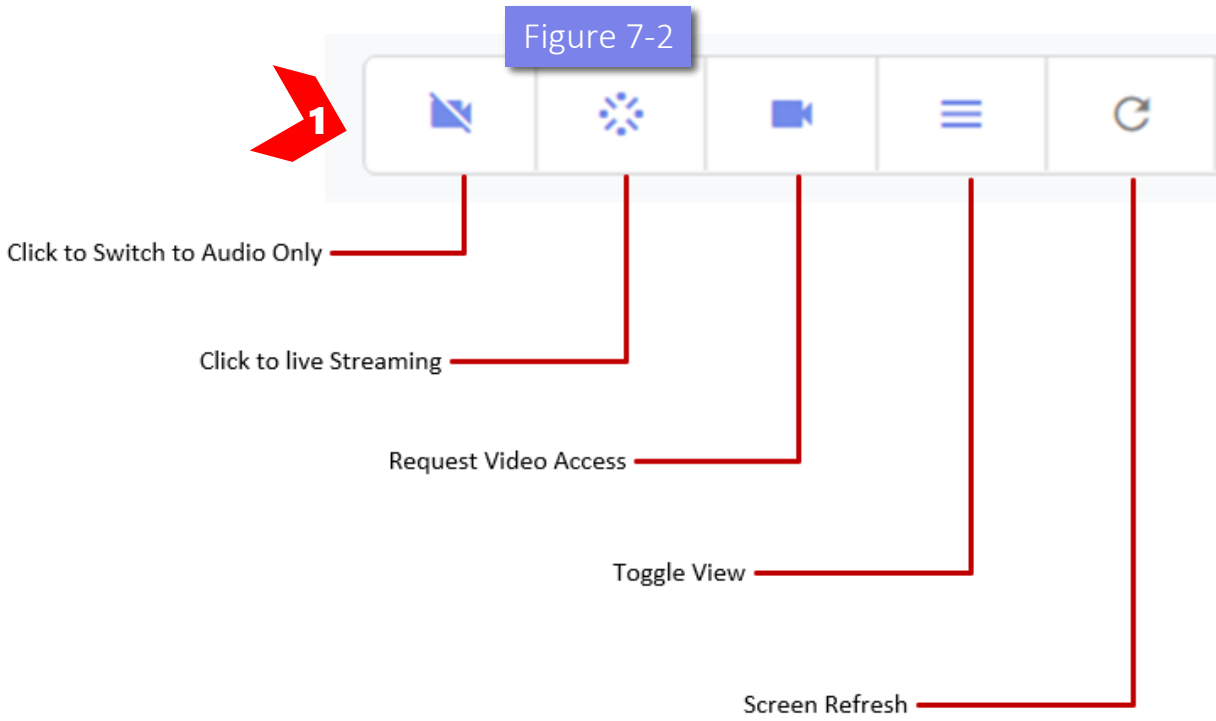 Figure 7-2
1
Click to Switch to Audio Only
Click to live Streaming
Request Video Access
Toggle View
Screen Refresh